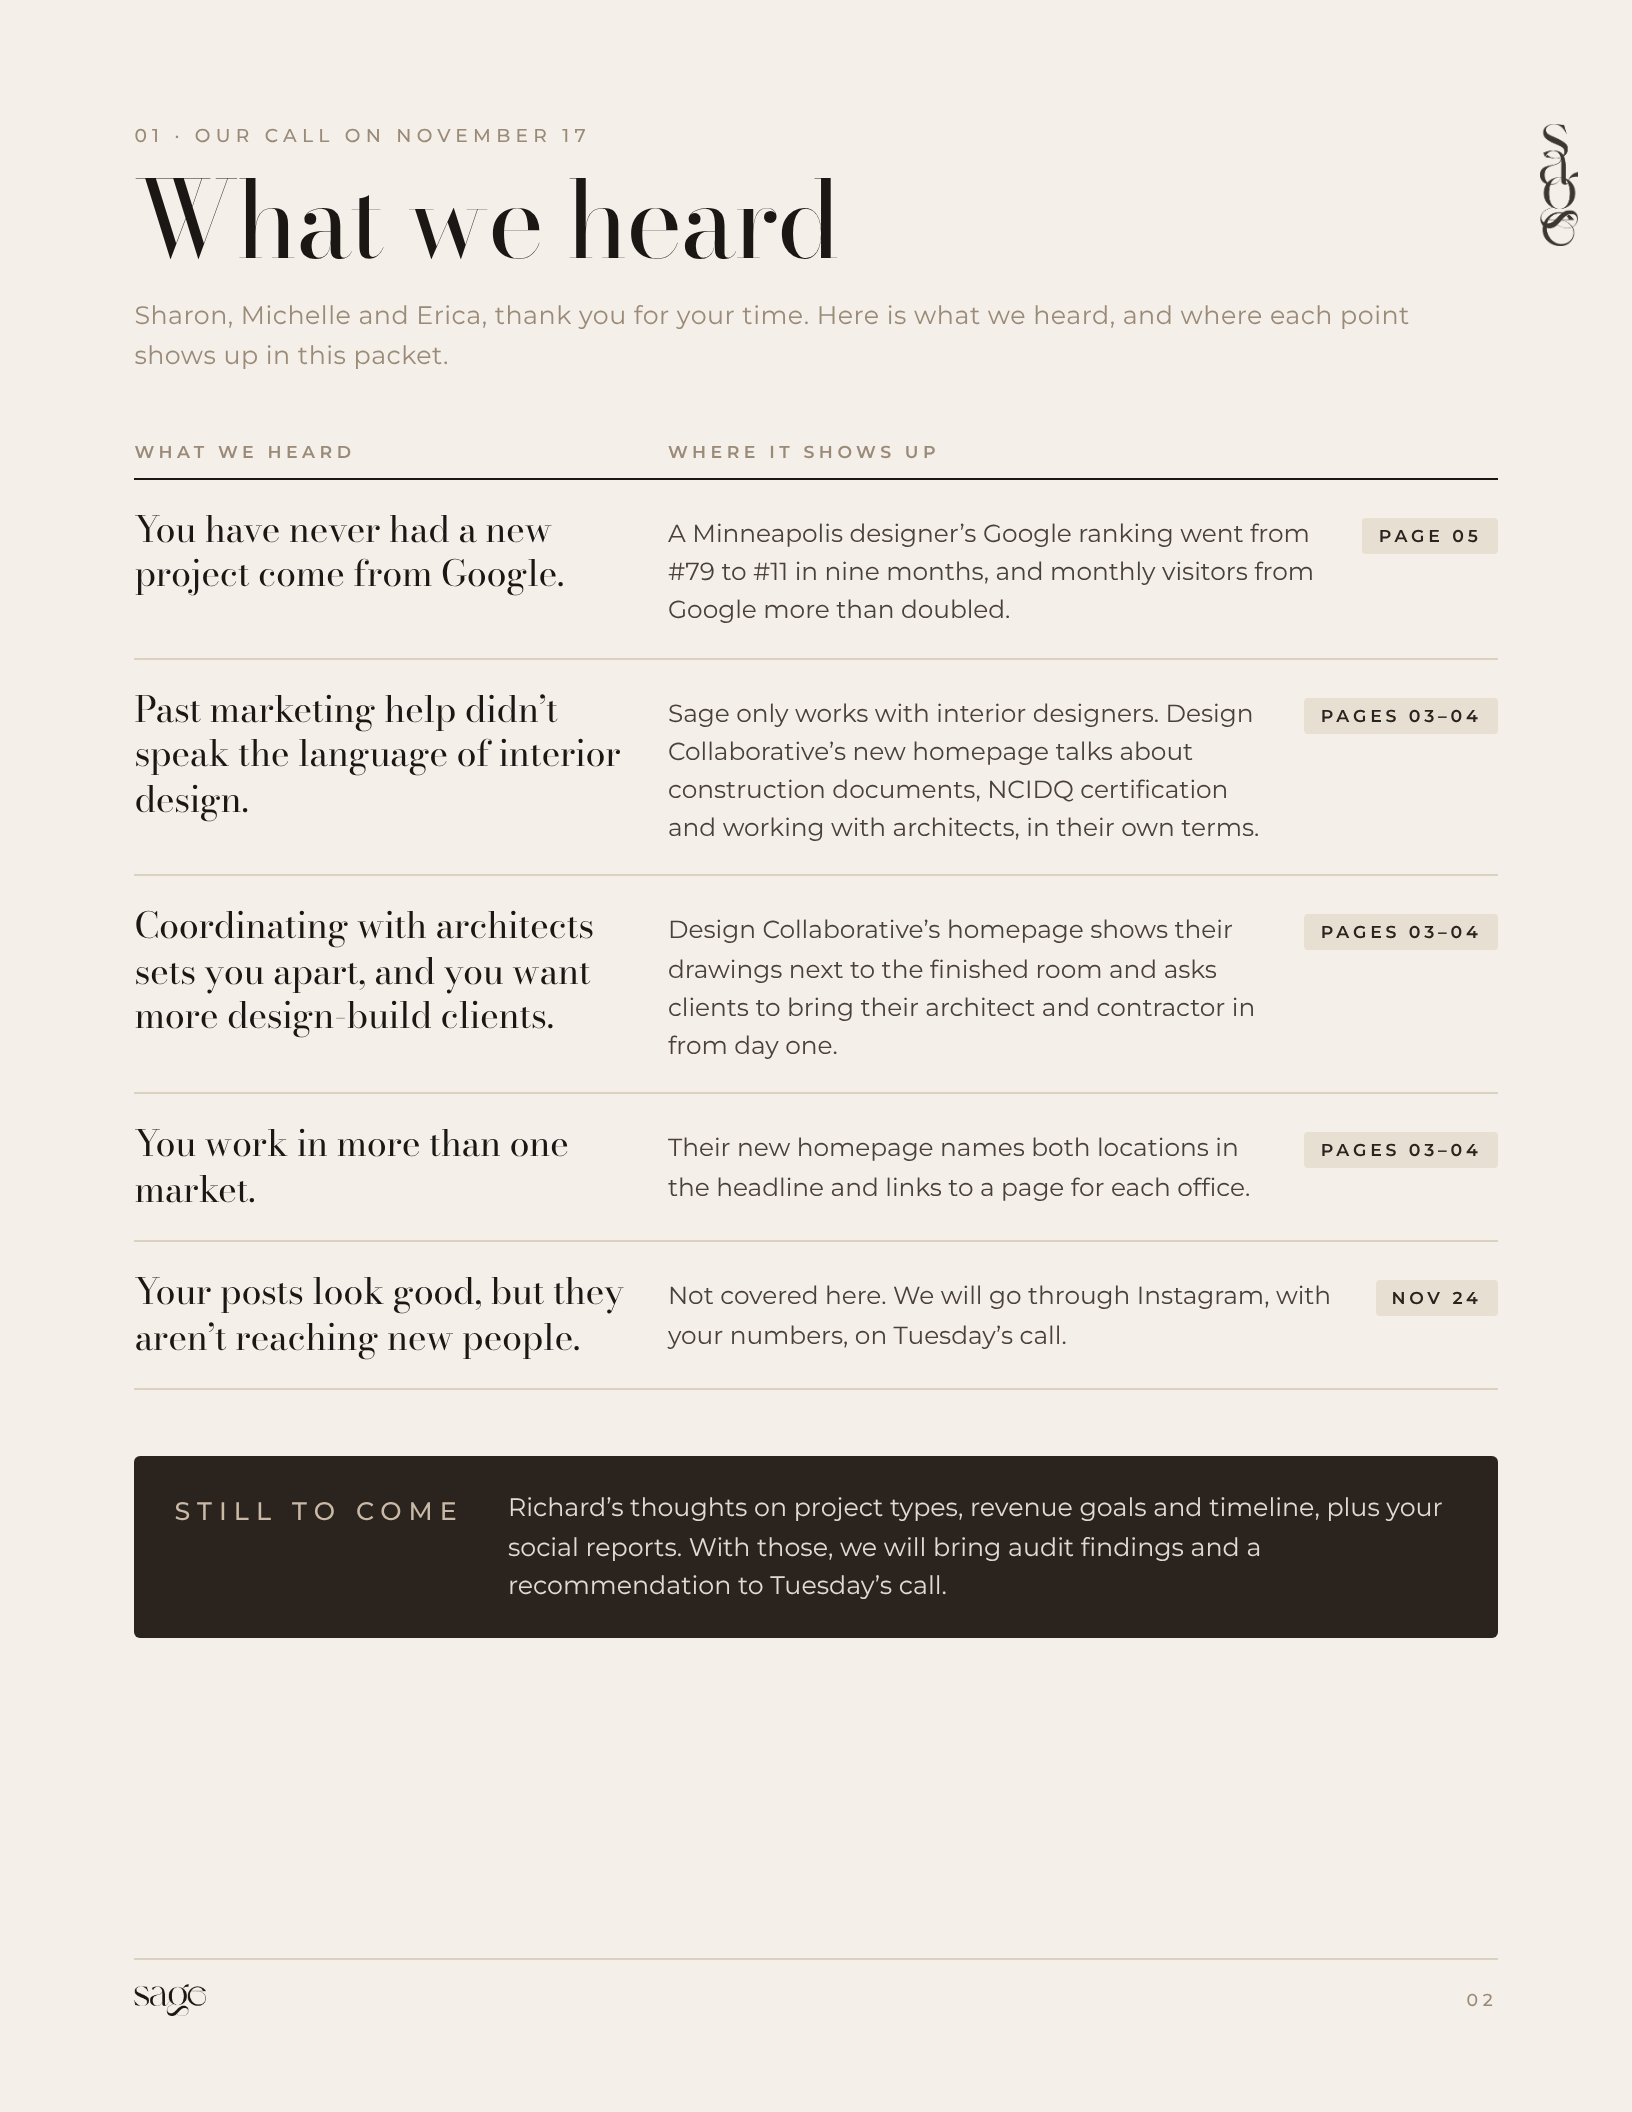 01 · OUR CALL ON NOVEMBER 17
sage
What we heard
Sharon, Michelle and Erica, thank you for your time. Here is what we heard, and where each point
shows up in this packet.
WHAT WE HEARD
WHERE IT SHOWS UP
You have never had a new
project come from Google.
A Minneapolis designer’s Google ranking went from
#79 to #11 in nine months, and monthly visitors from
Google more than doubled.
PAGE 05
Past marketing help didn’t
speak the language of interior
design.
Sage only works with interior designers. Design
Collaborative’s new homepage talks about
construction documents, NCIDQ certification
and working with architects, in their own terms.
PAGES 03–04
Coordinating with architects
sets you apart, and you want
more design-build clients.
Design Collaborative’s homepage shows their
drawings next to the finished room and asks
clients to bring their architect and contractor in
from day one.
PAGES 03–04
You work in more than one
market.
Their new homepage names both locations in
the headline and links to a page for each office.
PAGES 03–04
Your posts look good, but they
aren’t reaching new people.
Not covered here. We will go through Instagram, with
your numbers, on Tuesday’s call.
NOV 24
STILL TO COME
Richard’s thoughts on project types, revenue goals and timeline, plus your
social reports. With those, we will bring audit findings and a
recommendation to Tuesday’s call.
sage
02